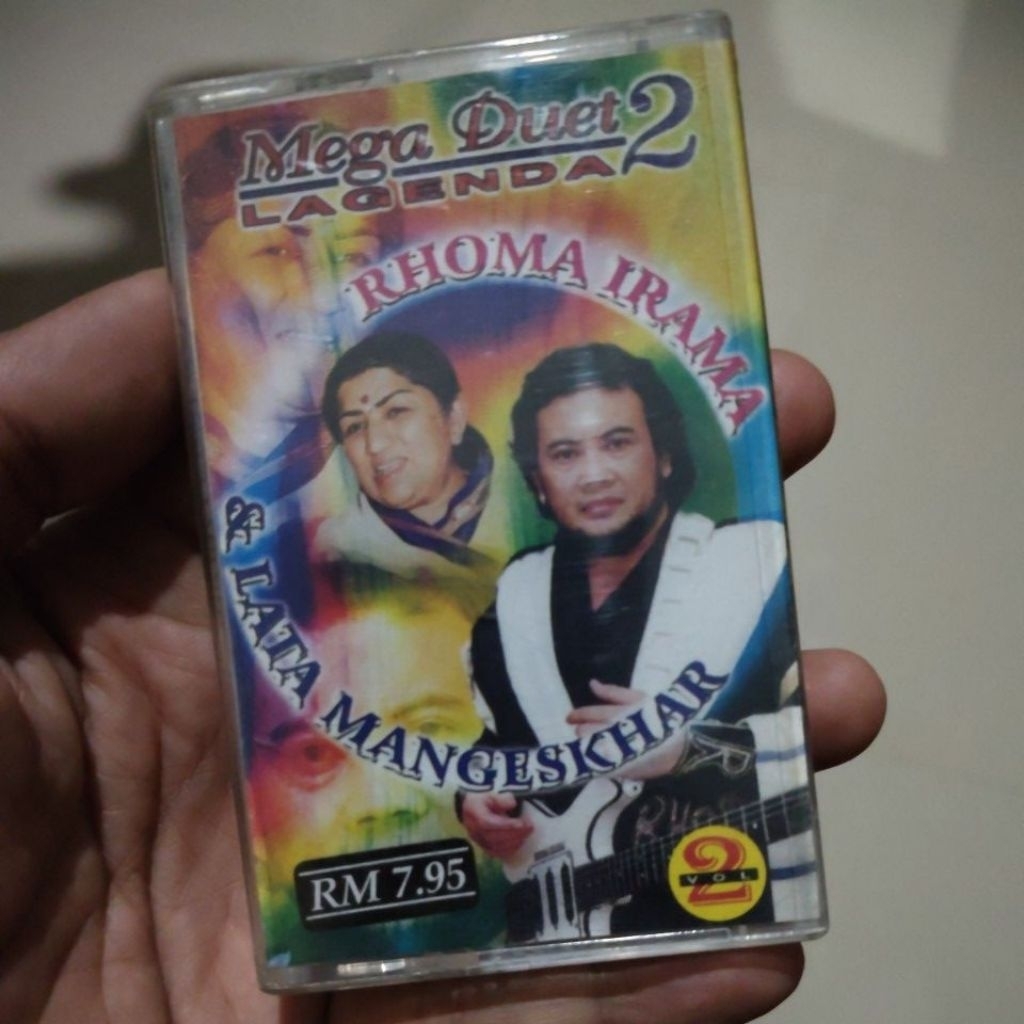 Mega Duet 2
LAGENDA
RHOMA IRAMA
& LATA MANGESKHAR
RM 7.95
2
VOL